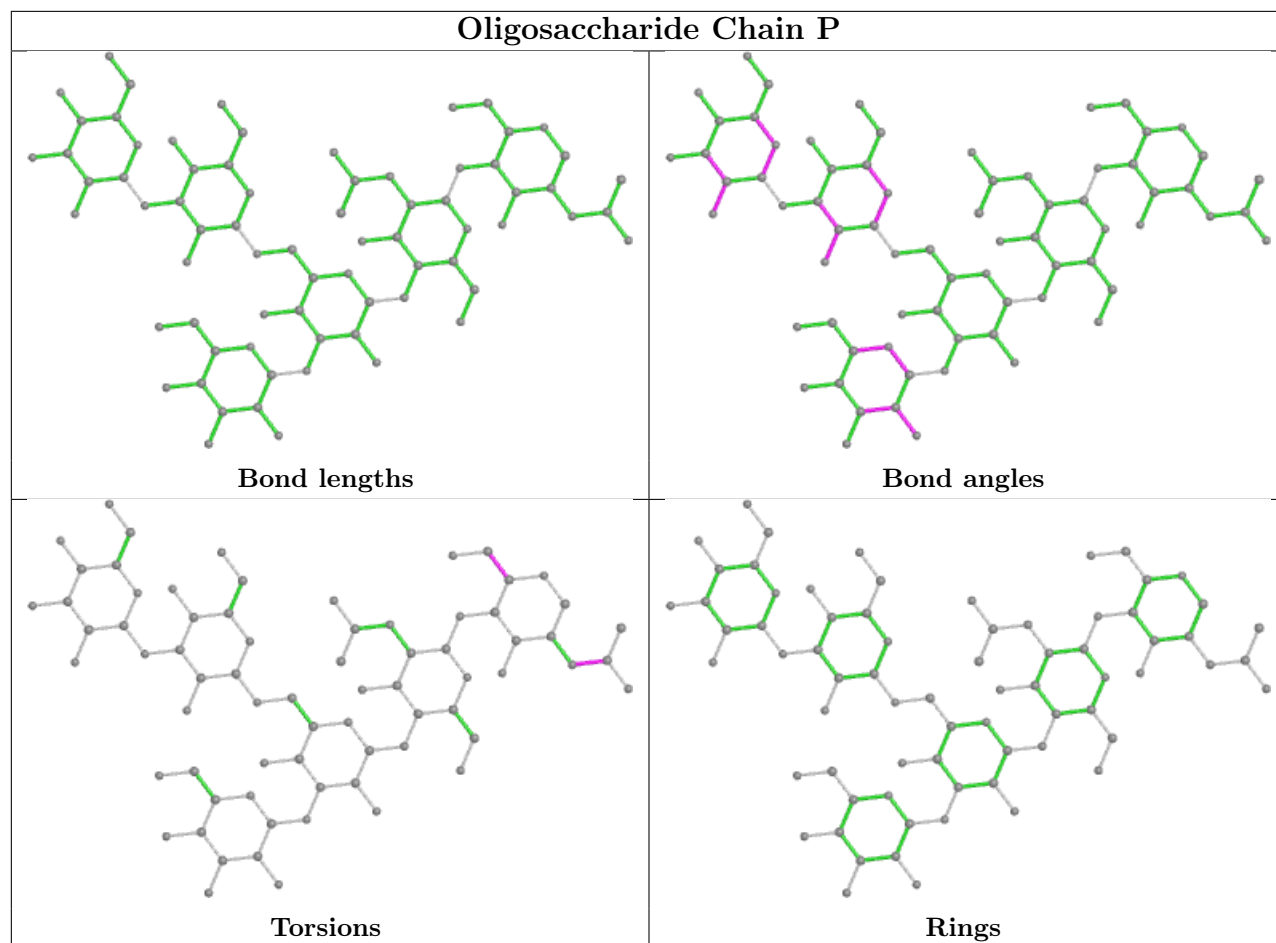 Oligosaccharide Chain P
Bond lengths
Bond angles
Torsions
Rings